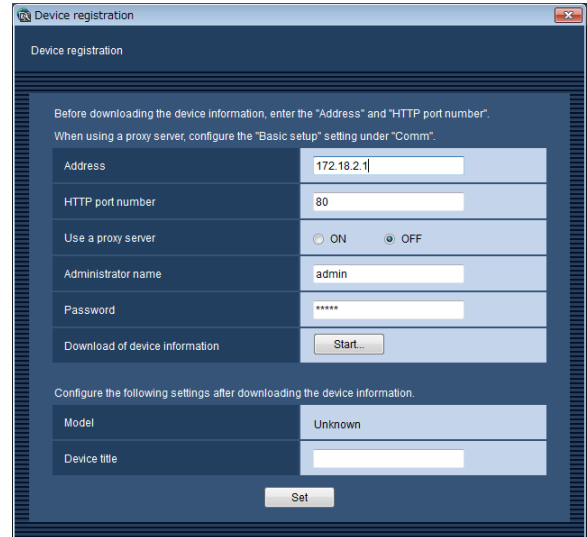 Device registration
Device registration
Before downloading the device information, enter the "Address" and "HTTP port number".
When using a proxy server, configure the "Basic setup" setting under "Comm".
Address 172.18.2.1
HTTP port number 80
Use a proxy server ON OFF
Administrator name admin
Password *****
Download of device information Start...
Configure the following settings after downloading the device information.
Model Unknown
Device title
Set